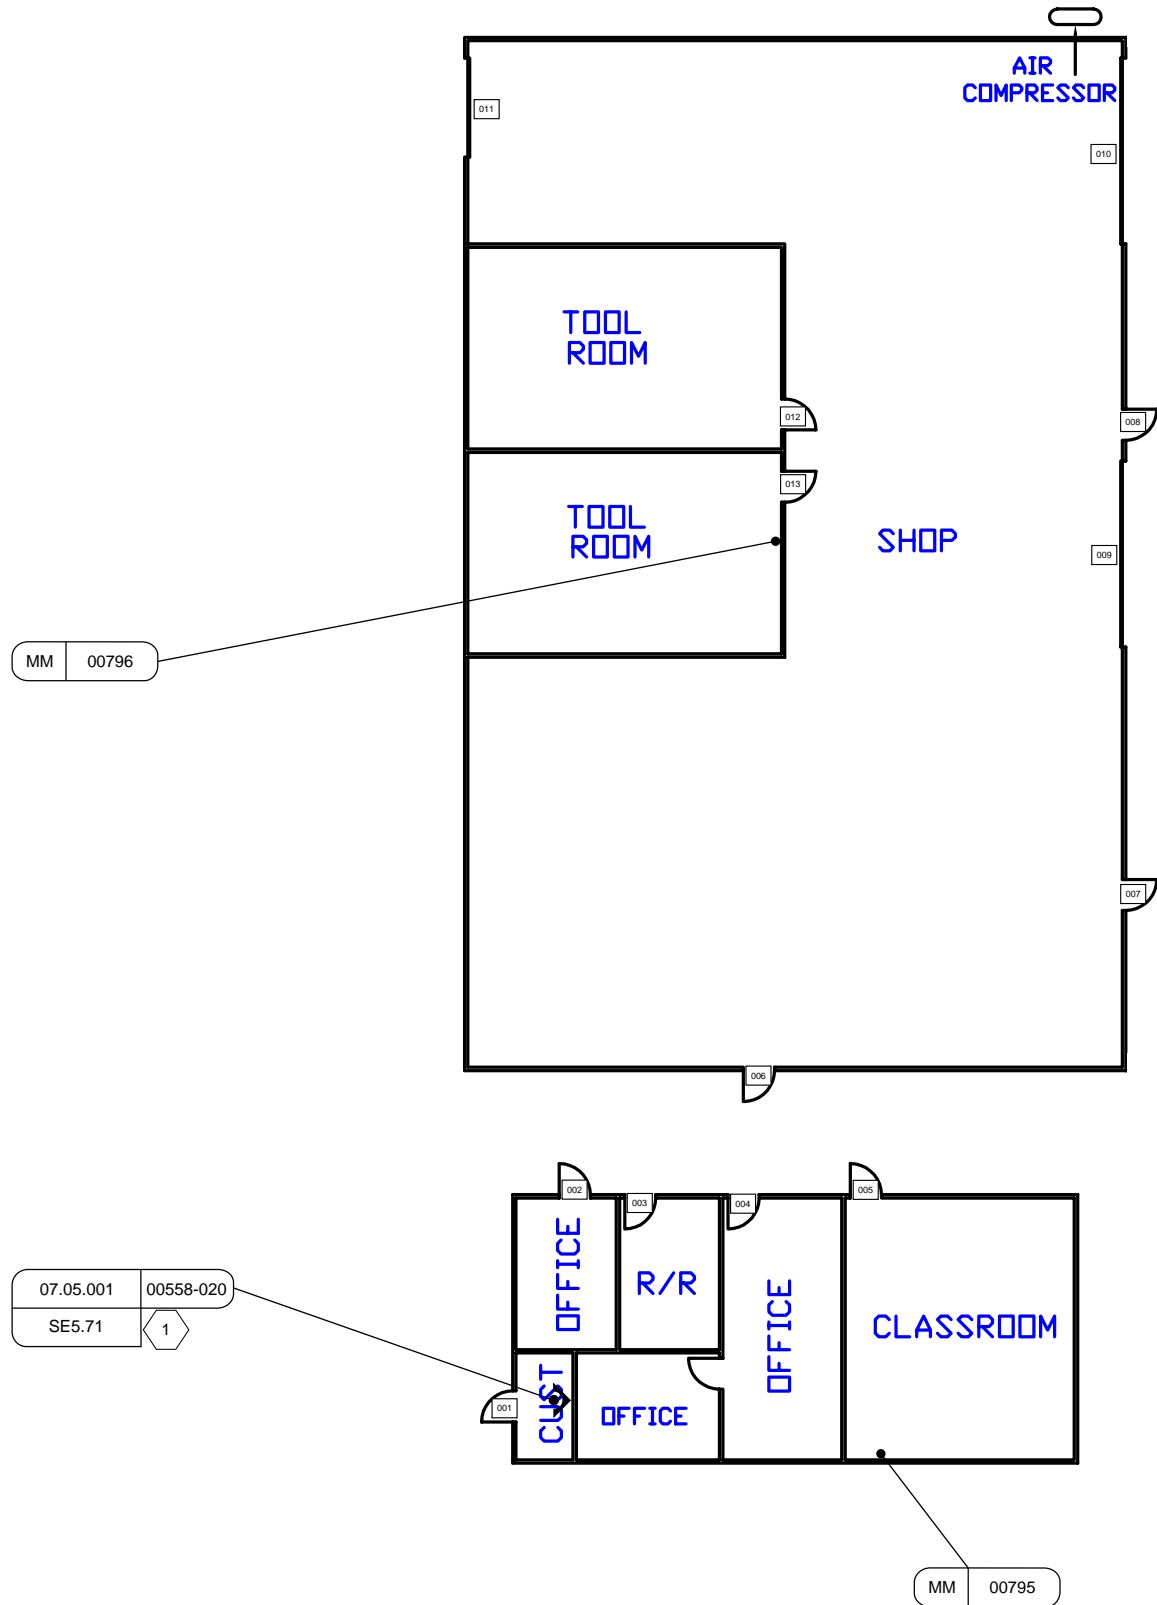 AIR
COMPRESSOR
011
010
TOOL
ROOM
012
008
013
TOOL
ROOM
SHOP
009
MM 00796
007
006
002
003
004
005
OFFICE
R/R
OFFICE
CLASSROOM
07.05.001 00558-020
SE5.71 1
001
CUST
OFFICE
MM 00795